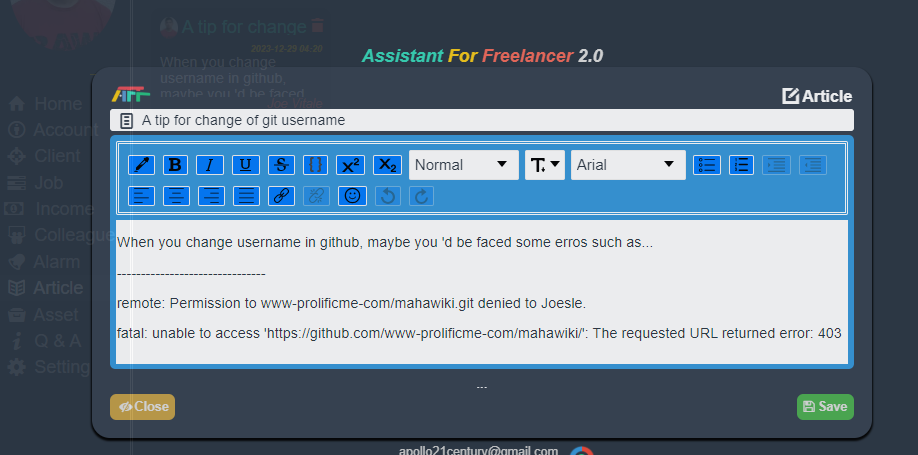 A tip for change
2023-12-29 04:30
When you change
username in github,
maybe you 'd be faced
Joe Vitale
Assistant For Freelancer 2.0
AFF
Article
A tip for change of git username
B I U S {} X² X₂ Normal T Arial
Home
Account
Client
Job
Income
Colleague
Alarm
Article
Asset
Q & A
Setting
When you change username in github, maybe you 'd be faced some erros such as...
-------------------------------
remote: Permission to www-prolificme-com/mahawiki.git denied to Joesle.
fatal: unable to access 'https://github.com/www-prolificme-com/mahawiki/': The requested URL returned error: 403
...
Close
Save
apollo21century@gmail.com